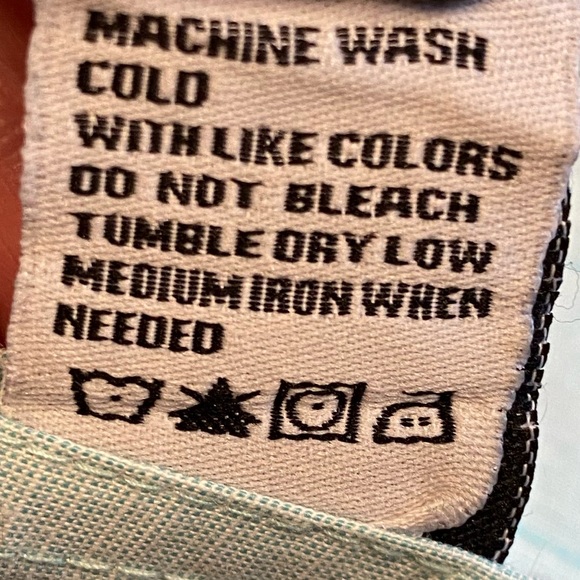 MACHINE WASH
COLD
WITH LIKE COLORS
DO NOT BLEACH
TUMBLE DRY LOW
MEDIUM IRON WHEN
NEEDED